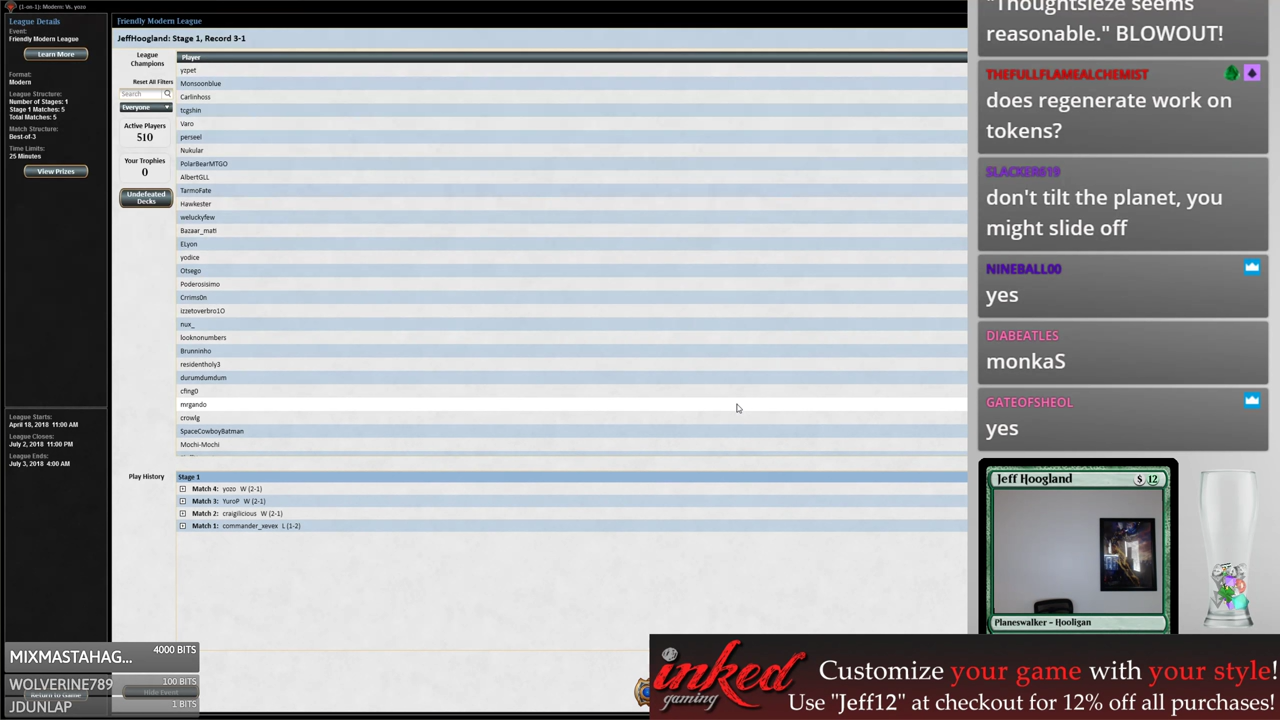 (1-on-1): Modern: Vs. yozo
League Details
Event:
Friendly Modern League
Learn More
Format:
Modern
League Structure:
Number of Stages: 1
Stage 1 Matches: 5
Total Matches: 5
Match Structure:
Best-of-3
Time Limits:
25 Minutes
View Prizes
League Starts:
April 18, 2018 11:00 AM
League Closes:
July 2, 2018 11:00 PM
League Ends:
July 3, 2018 4:00 AM
Friendly Modern League
JeffHoogland: Stage 1, Record 3-1
League
Champions
Reset All Filters
Search
Everyone
Active Players
510
Your Trophies
0
Undefeated
Decks
Player
yzpet
Monsoonblue
Carlinhoss
tcgshin
Varo
perseel
Nukular
PolarBearMTGO
AlbertGLL
TarmoFate
Hawkester
weluckyfew
Bazaar_mati
ELyon
yodice
Otsego
Poderosisimo
Crrims0n
izzetoverbro1O
nux_
looknonumbers
Brunninho
residentholy3
durumdumdum
cftng0
mrgando
crowlg
SpaceCowboyBatman
Mochi-Mochi
Play History
Stage 1
Match 4: yozo W (2-1)
Match 3: YuroP W (2-1)
Match 2: craigilicious W (2-1)
Match 1: commander_xevex L (1-2)
MIXMASTAHAG... 4000 BITS
WOLVERINE789 100 BITS
Return to Game
Hide Event
JDUNLAP 1 BITS
"Thoughtsieze seems
reasonable." BLOWOUT!
THEFULLFLAMEALCHEMIST
does regenerate work on
tokens?
SLACKER619
don't tilt the planet, you
might slide off
NINEBALL00
yes
DIABEATLES
monkaS
GATEOFSHEOL
yes
Jeff Hoogland $ 12
Planeswalker – Hooligan
inked
gaming
Customize your game with your style!
Use "Jeff12" at checkout for 12% off all purchases!